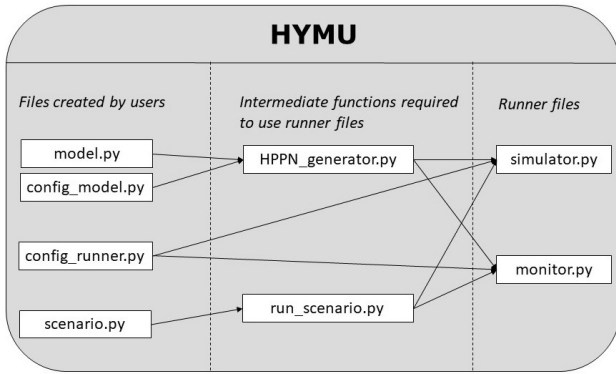 HYMU
Files created by users
Intermediate functions required
to use runner files
Runner files
model.py
config_model.py
config_runner.py
scenario.py
HPPN_generator.py
run_scenario.py
simulator.py
monitor.py